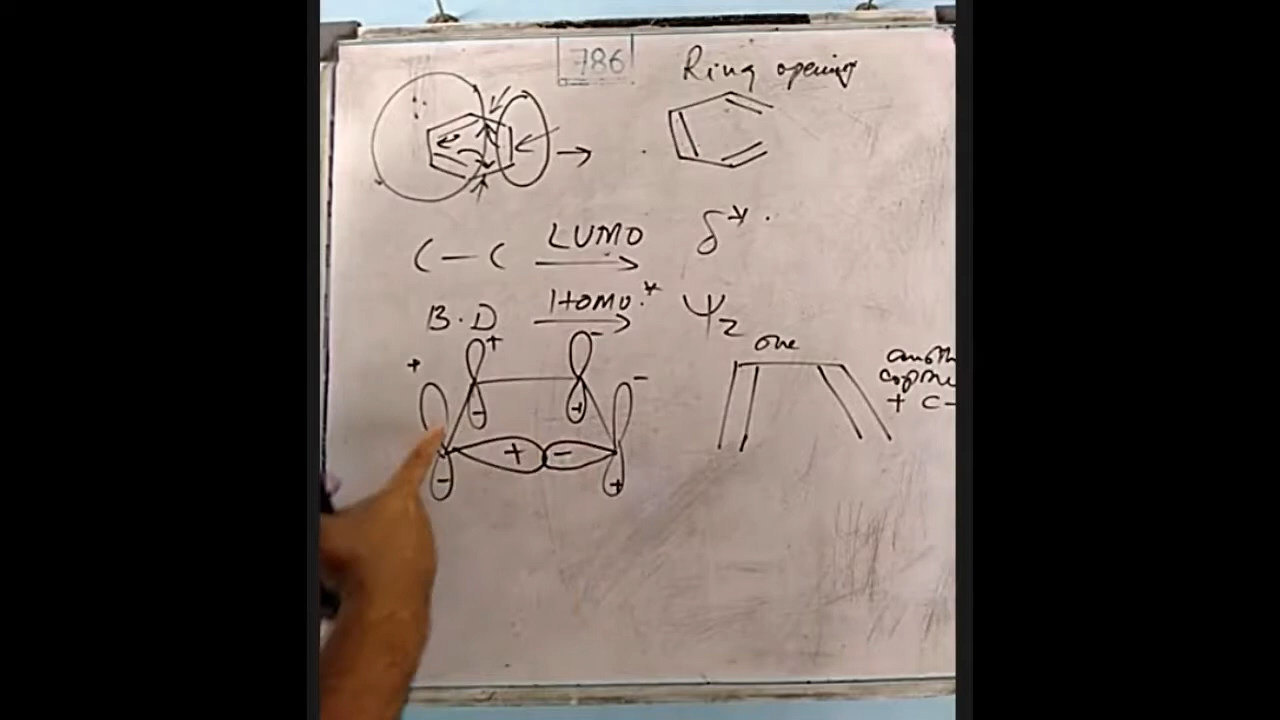 786
Ring opening
C — C LUMO → δ*
B.D Homo.* → Ψ2
one
+ + - -
- +
+ -
- +
+ C-